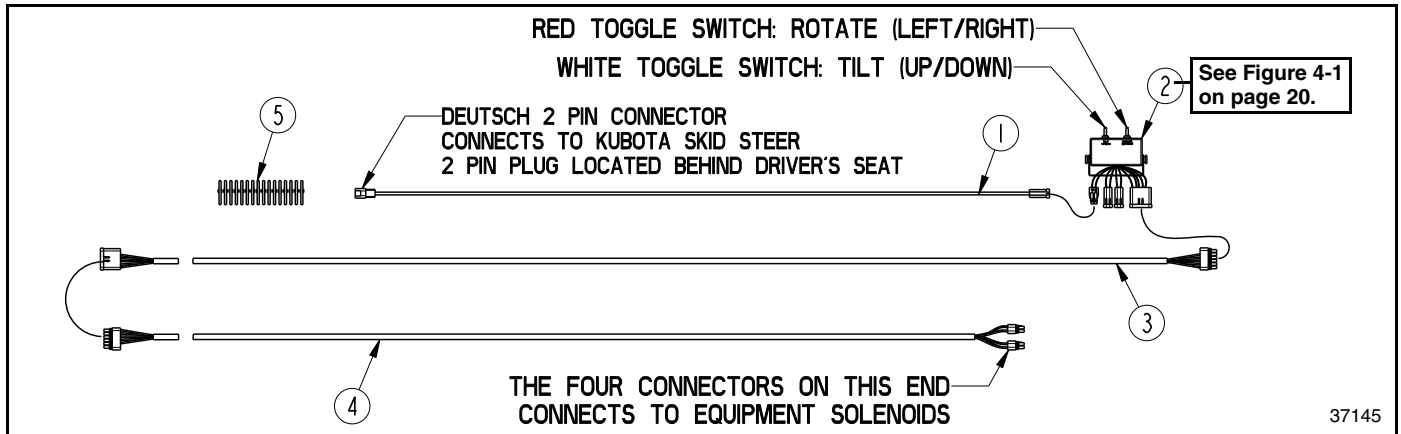 RED TOGGLE SWITCH: ROTATE (LEFT/RIGHT)
WHITE TOGGLE SWITCH: TILT (UP/DOWN)
2
See Figure 4-1
on page 20.
5
DEUTSCH 2 PIN CONNECTOR
CONNECTS TO KUBOTA SKID STEER
2 PIN PLUG LOCATED BEHIND DRIVER'S SEAT
1
3
4
THE FOUR CONNECTORS ON THIS END
CONNECTS TO EQUIPMENT SOLENOIDS
37145